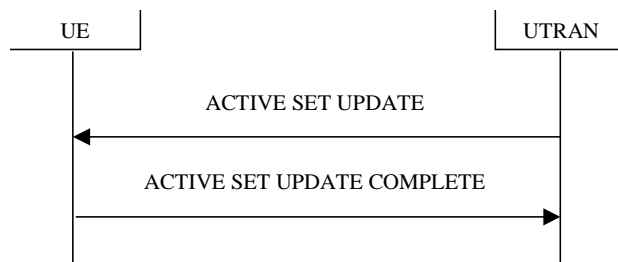 UE
UTRAN
ACTIVE SET UPDATE
ACTIVE SET UPDATE COMPLETE